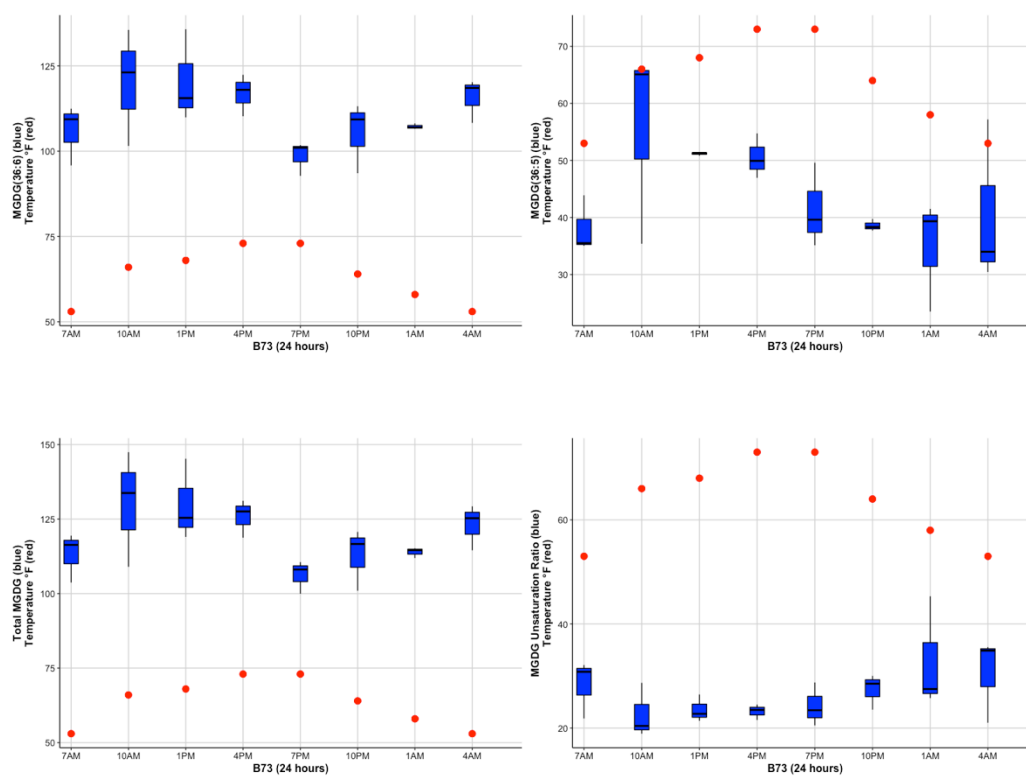 MGDG(36:6) (blue)
Temperature °F (red)
125
100
75
50
7AM 10AM 1PM 4PM 7PM 10PM 1AM 4AM
B73 (24 hours)
MGDG(36:5) (blue)
Temperature °F (red)
70
60
50
40
30
7AM 10AM 1PM 4PM 7PM 10PM 1AM 4AM
B73 (24 hours)
Total MGDG (blue)
Temperature °F (red)
150
125
100
75
50
7AM 10AM 1PM 4PM 7PM 10PM 1AM 4AM
B73 (24 hours)
MGDG Unsaturation Ratio (blue)
Temperature °F (red)
60
40
20
7AM 10AM 1PM 4PM 7PM 10PM 1AM 4AM
B73 (24 hours)